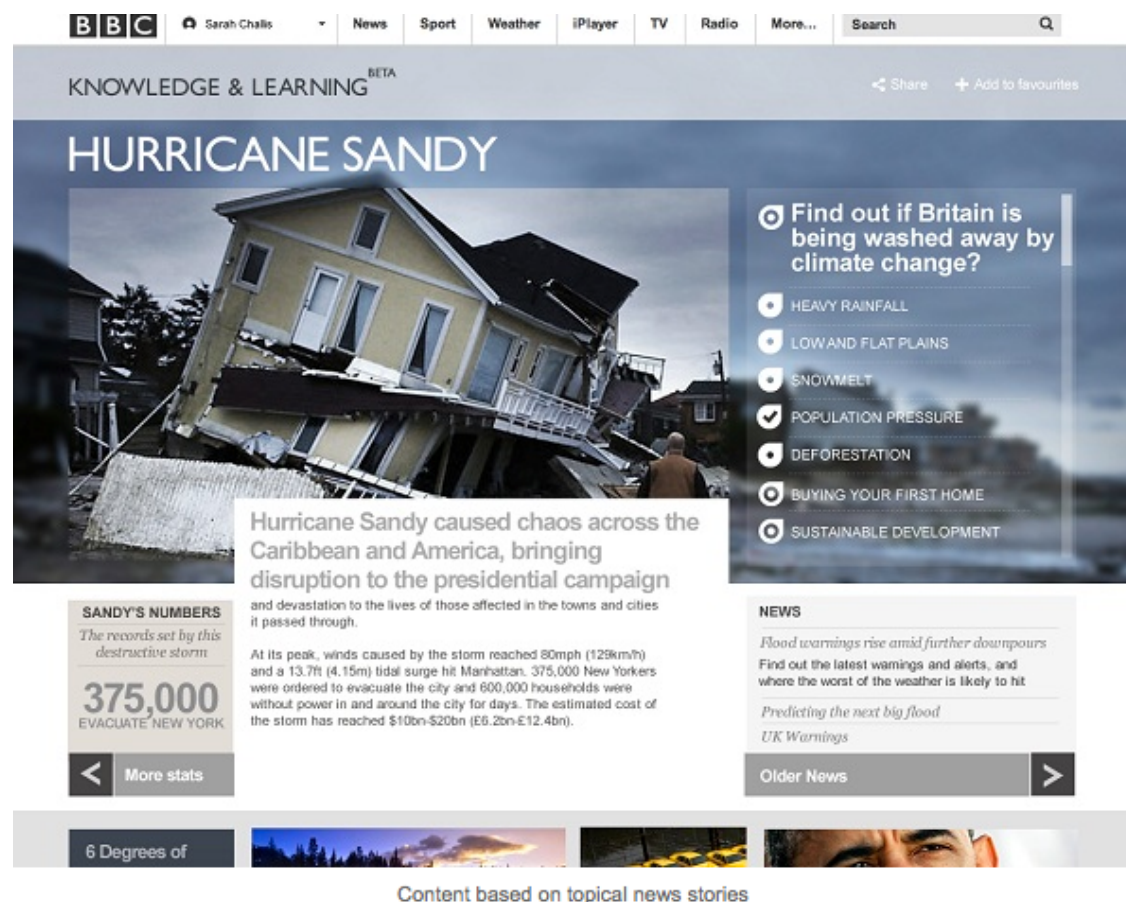 BBC
Sarah Challis
News
Sport
Weather
iPlayer
TV
Radio
More...
Search
KNOWLEDGE & LEARNING BETA
Share
Add to favourites
HURRICANE SANDY
Find out if Britain is
being washed away by
climate change?
HEAVY RAINFALL
LOW AND FLAT PLAINS
SNOWMELT
POPULATION PRESSURE
DEFORESTATION
BUYING YOUR FIRST HOME
SUSTAINABLE DEVELOPMENT
Hurricane Sandy caused chaos across the
Caribbean and America, bringing
disruption to the presidential campaign
and devastation to the lives of those affected in the towns and cities
it passed through.
At its peak, winds caused by the storm reached 80mph (129km/h)
and a 13.7ft (4.15m) tidal surge hit Manhattan. 375,000 New Yorkers
were ordered to evacuate the city and 600,000 households were
without power in and around the city for days. The estimated cost of
the storm has reached $10bn-$20bn (£6.2bn-£12.4bn).
SANDY'S NUMBERS
The records set by this
destructive storm
375,000
EVACUATE NEW YORK
More stats
NEWS
Flood warnings rise amid further downpours
Find out the latest warnings and alerts, and
where the worst of the weather is likely to hit
Predicting the next big flood
UK Warnings
Older News
6 Degrees of
Content based on topical news stories